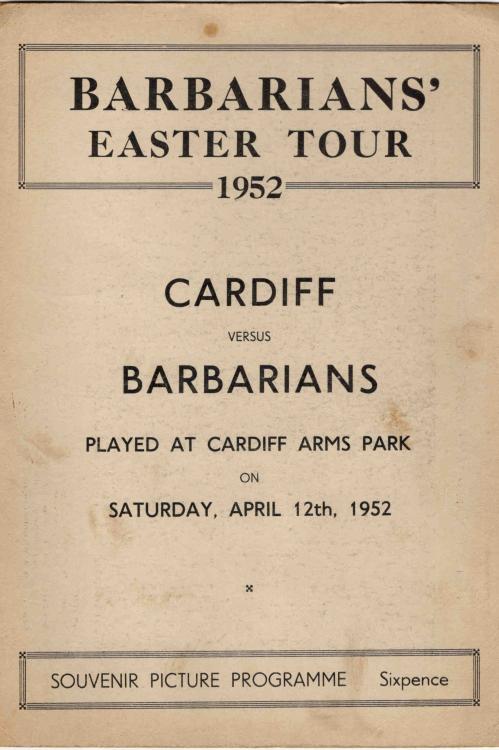 BARBARIANS'
EASTER TOUR
1952
CARDIFF
VERSUS
BARBARIANS
PLAYED AT CARDIFF ARMS PARK
ON
SATURDAY, APRIL 12th, 1952
SOUVENIR PICTURE PROGRAMME Sixpence